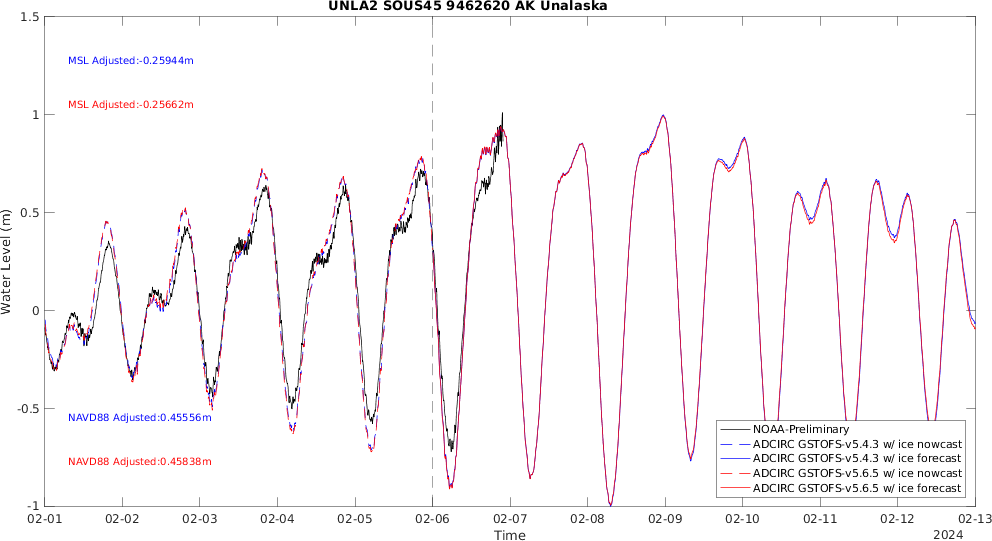 UNLA2 SOUS45 9462620 AK Unalaska
1.5
MSL Adjusted:-0.25944m
MSL Adjusted:-0.25662m
1
0.5
Water Level (m)
0
-0.5
NAVD88 Adjusted:0.45556m
NAVD88 Adjusted:0.45838m
NOAA-Preliminary
ADCIRC GSTOFS-v5.4.3 w/ ice nowcast
ADCIRC GSTOFS-v5.4.3 w/ ice forecast
ADCIRC GSTOFS-v5.6.5 w/ ice nowcast
ADCIRC GSTOFS-v5.6.5 w/ ice forecast
-1
02-01 02-02 02-03 02-04 02-05 02-06 02-07 02-08 02-09 02-10 02-11 02-12 02-13
Time
2024